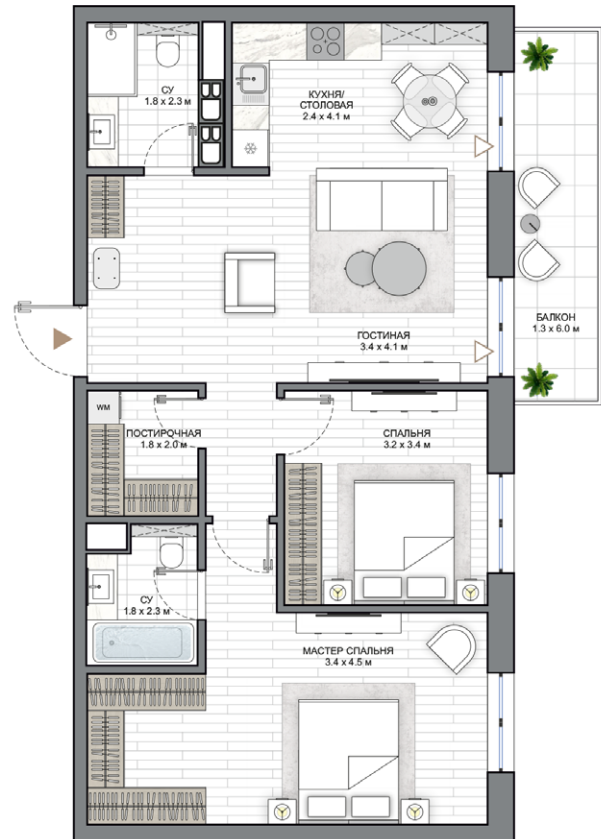 СУ
1.8 x 2.3 м
КУХНЯ/
СТОЛОВАЯ
2.4 x 4.1 м
ГОСТИНАЯ
3.4 x 4.1 м
БАЛКОН
1.3 x 6.0 м
WM
ПОСТИРОЧНАЯ
1.8 x 2.0 м
СПАЛЬНЯ
3.2 x 3.4 м
СУ
1.8 x 2.3 м
МАСТЕР СПАЛЬНЯ
3.4 x 4.5 м